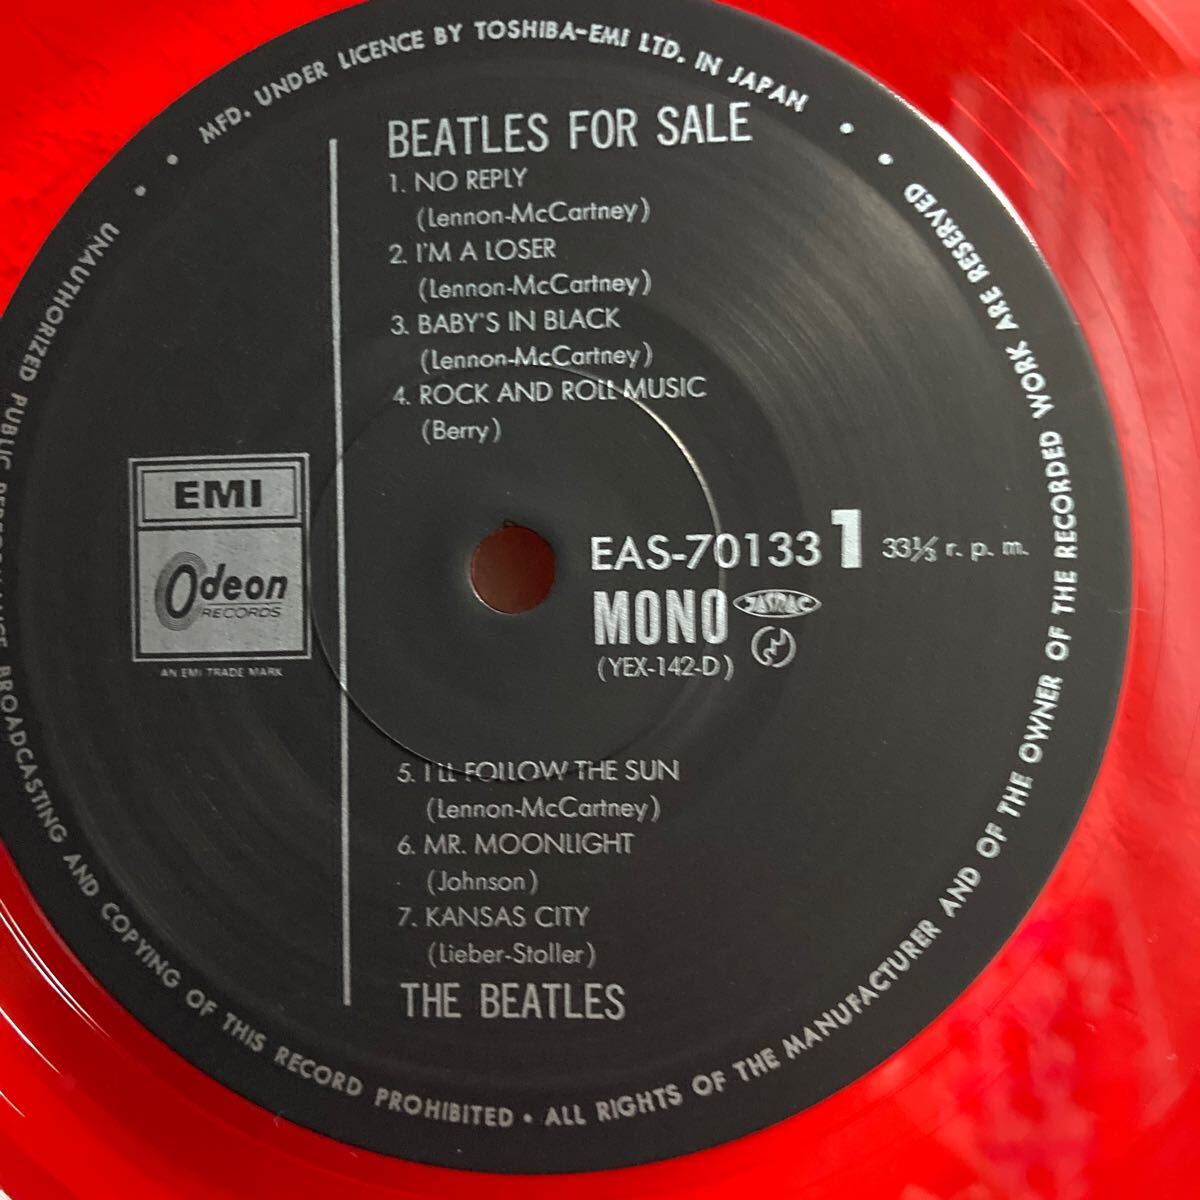 MFD. UNDER LICENCE BY TOSHIBA-EMI LTD. IN JAPAN
BEATLES FOR SALE
1. NO REPLY
(Lennon-McCartney)
2. I'M A LOSER
(Lennon-McCartney)
3. BABY'S IN BLACK
(Lennon-McCartney)
4. ROCK AND ROLL MUSIC
(Berry)
EMI
Odeon
RECORDS
AN EMI TRADE MARK
EAS-70133 1 33⅓ r. p. m.
MONO JASRAC
(YEX-142-D)
5. I'LL FOLLOW THE SUN
(Lennon-McCartney)
6. MR. MOONLIGHT
(Johnson)
7. KANSAS CITY
(Lieber-Stoller)
THE BEATLES
UNAUTHORIZED PUBLIC PERFORMANCE BROADCASTING AND COPYING OF THIS RECORD PROHIBITED • ALL RIGHTS OF THE MANUFACTURER AND OF THE OWNER OF THE RECORDED WORK ARE RESERVED